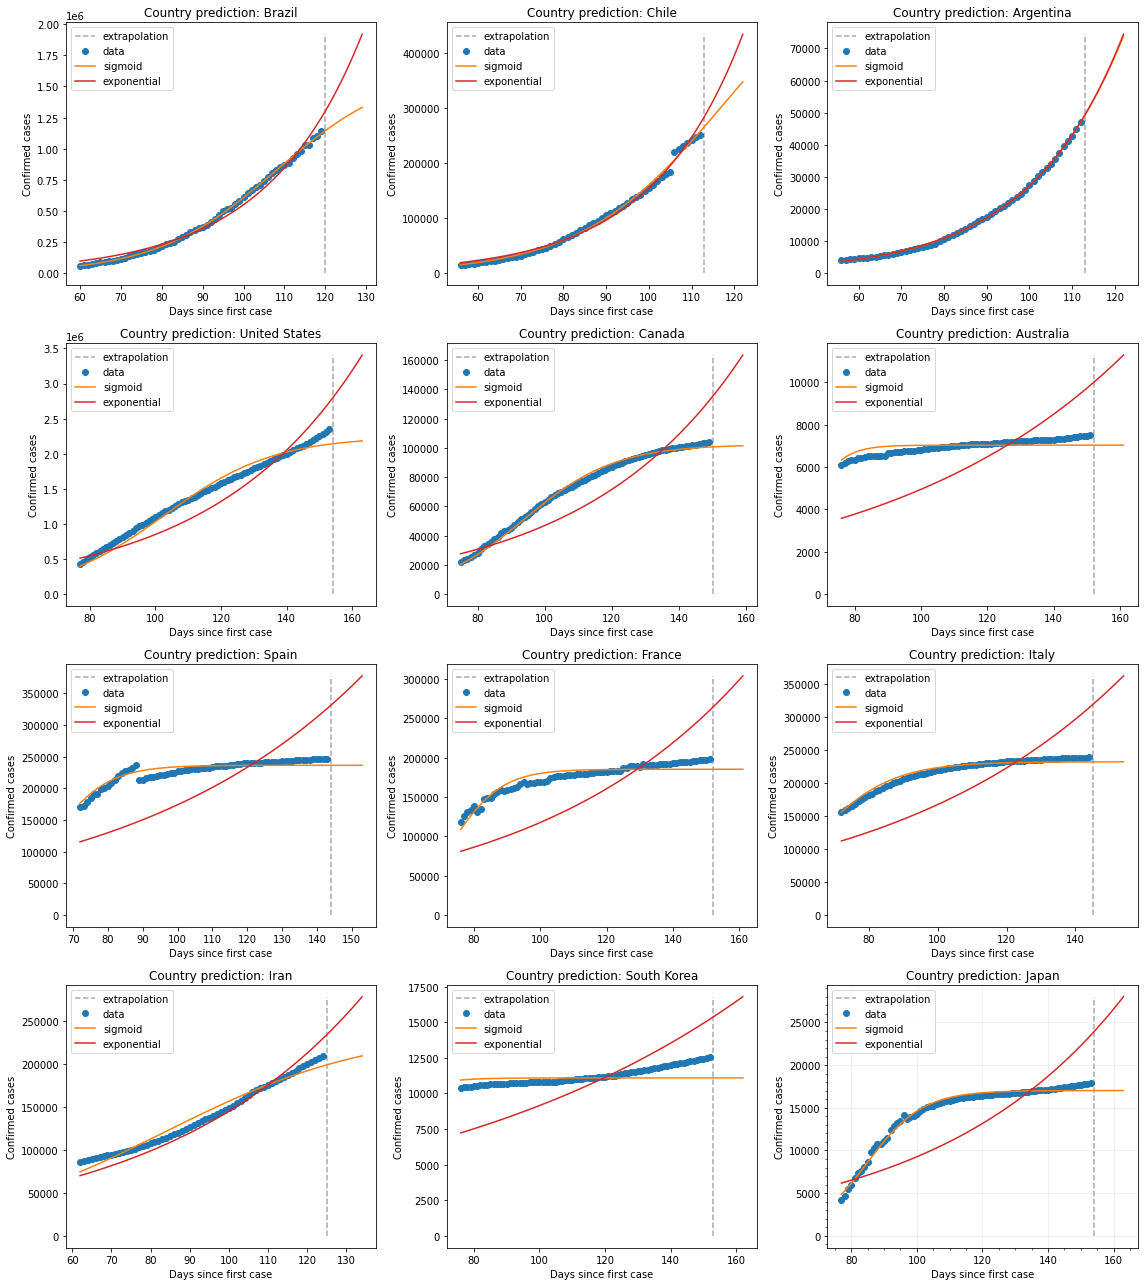 Country prediction: Brazil
1e6
extrapolation
data
sigmoid
exponential
2.00
1.75
1.50
1.25
1.00
0.75
0.50
0.25
0.00
Confirmed cases
60 70 80 90 100 110 120 130
Days since first case
Country prediction: Chile
extrapolation
data
sigmoid
exponential
400000
300000
200000
100000
0
Confirmed cases
60 70 80 90 100 110 120
Days since first case
Country prediction: Argentina
extrapolation
data
sigmoid
exponential
70000
60000
50000
40000
30000
20000
10000
0
Confirmed cases
60 70 80 90 100 110 120
Days since first case
Country prediction: United States
1e6
extrapolation
data
sigmoid
exponential
3.5
3.0
2.5
2.0
1.5
1.0
0.5
0.0
Confirmed cases
80 100 120 140 160
Days since first case
Country prediction: Canada
extrapolation
data
sigmoid
exponential
160000
140000
120000
100000
80000
60000
40000
20000
0
Confirmed cases
80 100 120 140 160
Days since first case
Country prediction: Australia
extrapolation
data
sigmoid
exponential
10000
8000
6000
4000
2000
0
Confirmed cases
80 100 120 140 160
Days since first case
Country prediction: Spain
extrapolation
data
sigmoid
exponential
350000
300000
250000
200000
150000
100000
50000
0
Confirmed cases
70 80 90 100 110 120 130 140 150
Days since first case
Country prediction: France
extrapolation
data
sigmoid
exponential
300000
250000
200000
150000
100000
50000
0
Confirmed cases
80 100 120 140 160
Days since first case
Country prediction: Italy
extrapolation
data
sigmoid
exponential
350000
300000
250000
200000
150000
100000
50000
0
Confirmed cases
80 100 120 140
Days since first case
Country prediction: Iran
extrapolation
data
sigmoid
exponential
250000
200000
150000
100000
50000
0
Confirmed cases
60 70 80 90 100 110 120 130
Days since first case
Country prediction: South Korea
extrapolation
data
sigmoid
exponential
17500
15000
12500
10000
7500
5000
2500
0
Confirmed cases
80 100 120 140 160
Days since first case
Country prediction: Japan
extrapolation
data
sigmoid
exponential
25000
20000
15000
10000
5000
0
Confirmed cases
80 100 120 140 160
Days since first case